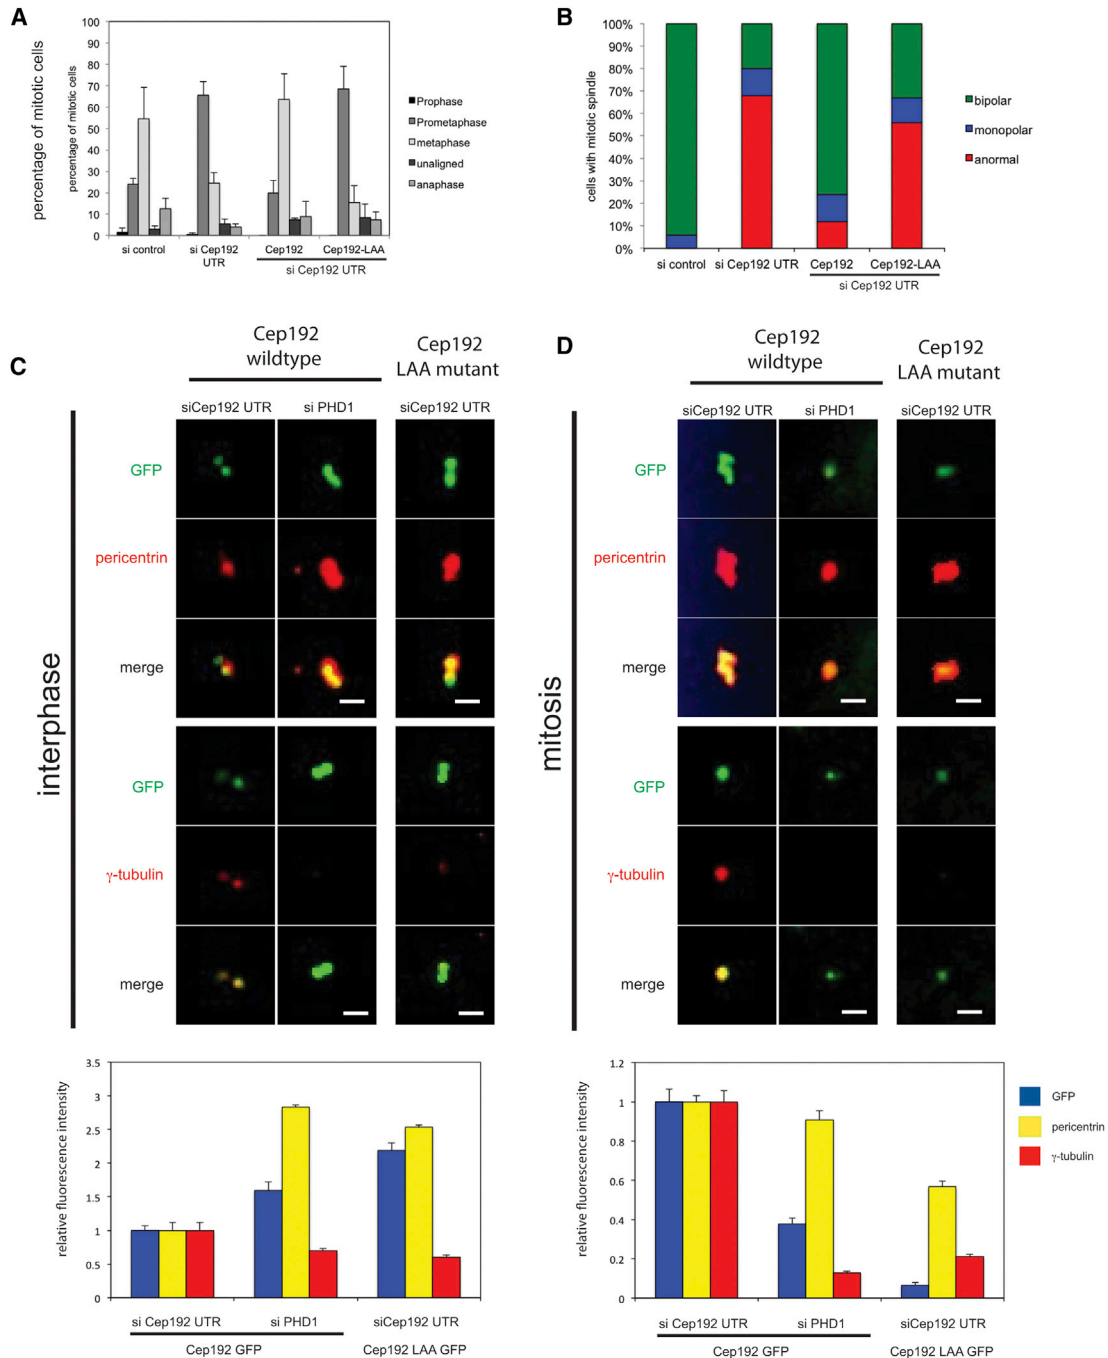 A
percentage of mitotic cells
percentage of mitotic cells
100
90
80
70
60
50
40
30
20
10
0
si control
si Cep192
UTR
Cep192
Cep192-LAA
si Cep192 UTR
Prophase
Prometaphase
metaphase
unaligned
anaphase
B
cells with mitotic spindle
100%
90%
80%
70%
60%
50%
40%
30%
20%
10%
0%
si control
si Cep192 UTR
Cep192
Cep192-LAA
si Cep192 UTR
bipolar
monopolar
anormal
C
Cep192
wildtype
Cep192
LAA mutant
siCep192 UTR
si PHD1
siCep192 UTR
interphase
GFP
pericentrin
merge
GFP
γ-tubulin
merge
D
Cep192
wildtype
Cep192
LAA mutant
siCep192 UTR
si PHD1
siCep192 UTR
mitosis
GFP
pericentrin
merge
GFP
γ-tubulin
merge
relative fluorescence intensity
3.5
3
2.5
2
1.5
1
0.5
0
si Cep192 UTR
si PHD1
siCep192 UTR
Cep192 GFP
Cep192 LAA GFP
relative fluorescence intensity
1.2
1
0.8
0.6
0.4
0.2
0
si Cep192 UTR
si PHD1
siCep192 UTR
Cep192 GFP
Cep192 LAA GFP
GFP
pericentrin
γ-tubulin